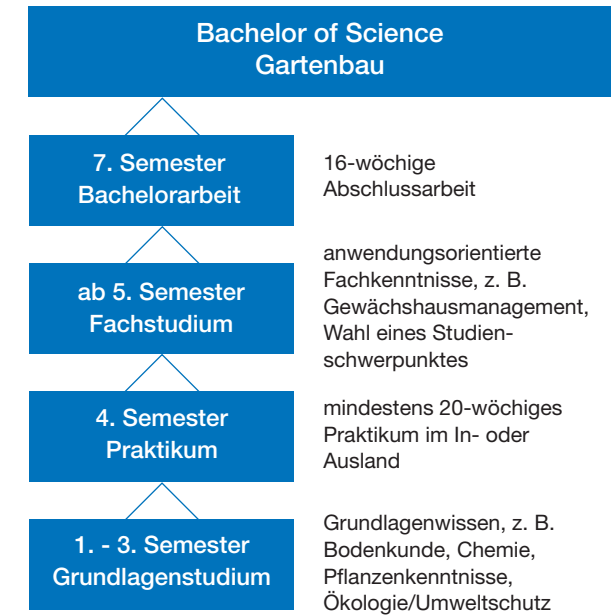 Bachelor of Science
Gartenbau
7. Semester
Bachelorarbeit
16-wöchige
Abschlussarbeit
ab 5. Semester
Fachstudium
anwendungsorientierte
Fachkenntnisse, z. B.
Gewächshausmanagement,
Wahl eines Studien-
schwerpunktes
4. Semester
Praktikum
mindestens 20-wöchiges
Praktikum im In- oder
Ausland
1. - 3. Semester
Grundlagenstudium
Grundlagenwissen, z. B.
Bodenkunde, Chemie,
Pflanzenkenntnisse,
Ökologie/Umweltschutz